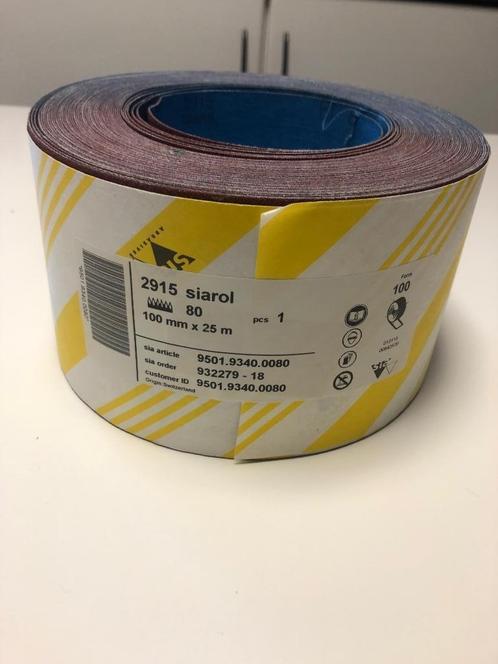 2915 siarol
80
100 mm x 25 m
pcs 1
Form
100
sia article 9501.9340.0080
sia order 932279 - 18
customer ID 9501.9340.0080
Origin: Switzerland